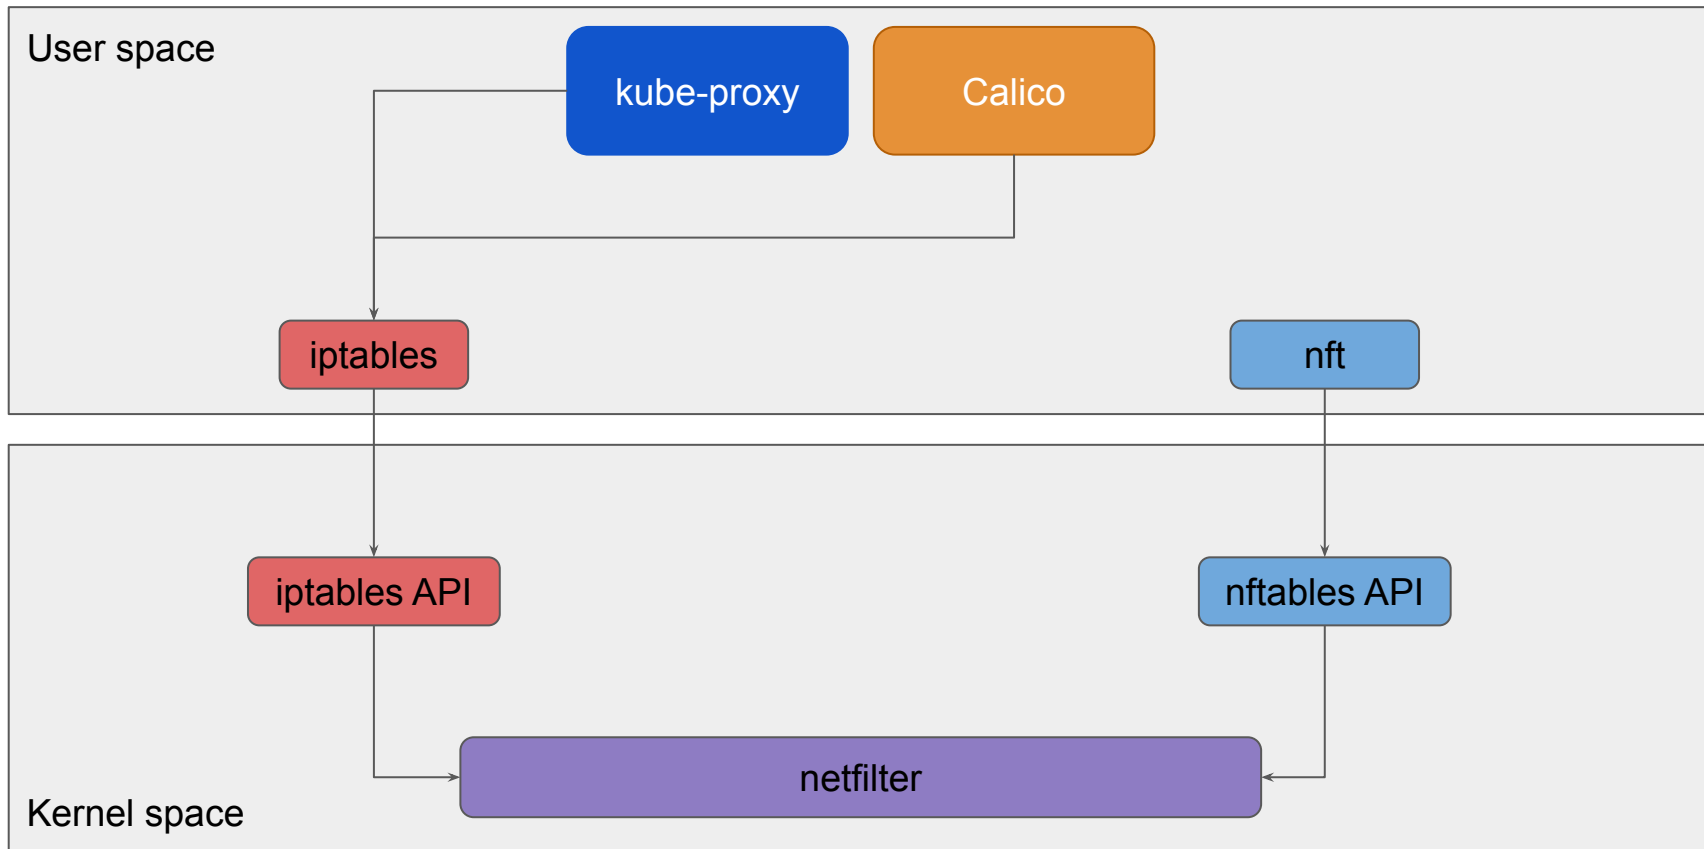 User space
kube-proxy
Calico
iptables
nft
iptables API
nftables API
netfilter
Kernel space